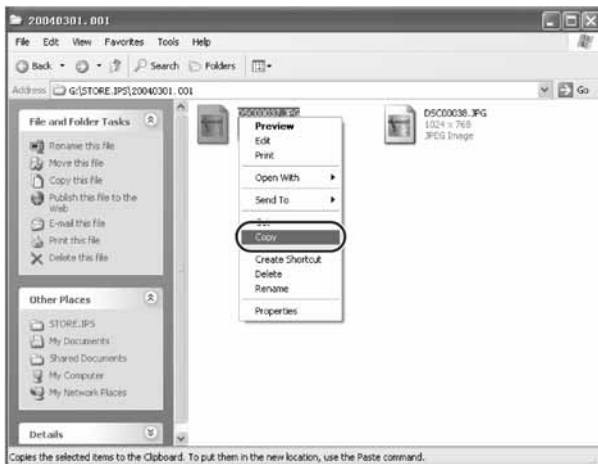 20040301.001
File Edit View Favorites Tools Help
Back Search Folders
Address G:\STORE.IPS\20040301.001 Go
File and Folder Tasks
Rename this file
Move this file
Copy this file
Publish this file to the
Web
E-mail this file
Print this file
Delete this file
Other Places
STORE.IPS
My Documents
Shared Documents
My Computer
My Network Places
Details
DSC00037.JPG
Preview
Edit
Print
Open With
Send To
Copy
Create Shortcut
Delete
Rename
Properties
DSC00038.JPG
1024 x 768
JPEG Image
Copies the selected items to the Clipboard. To put them in the new location, use the Paste command.